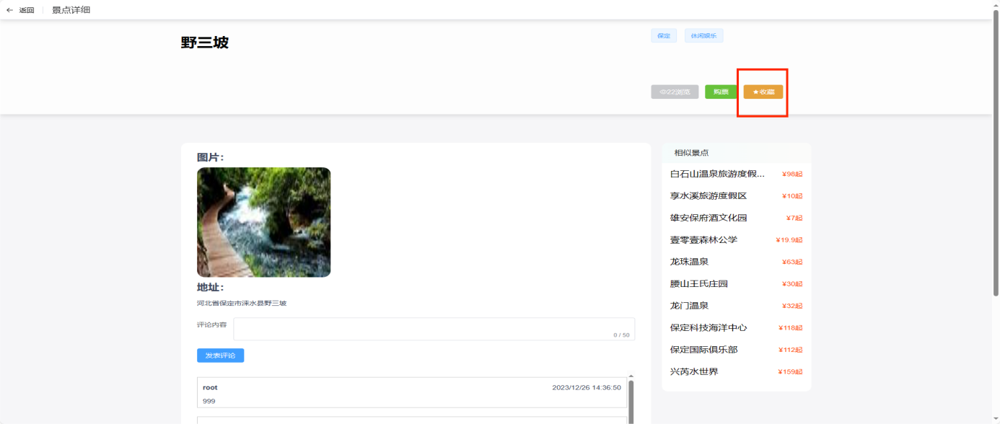 ← 返回 景点详细
野三坡
保定 休闲娱乐
22浏览 购票 ★收藏
图片：
地址：
河北省保定市涞水县野三坡
评论内容
0 / 50
发表评论
root 2023/12/26 14:36:50
999
相似景点
白石山温泉旅游度假... ¥98起
享水溪旅游度假区 ¥10起
雄安保府酒文化园 ¥7起
壹零壹森林公学 ¥19.9起
龙珠温泉 ¥63起
腰山王氏庄园 ¥30起
龙门温泉 ¥32起
保定科技海洋中心 ¥118起
保定国际俱乐部 ¥112起
兴芮水世界 ¥159起